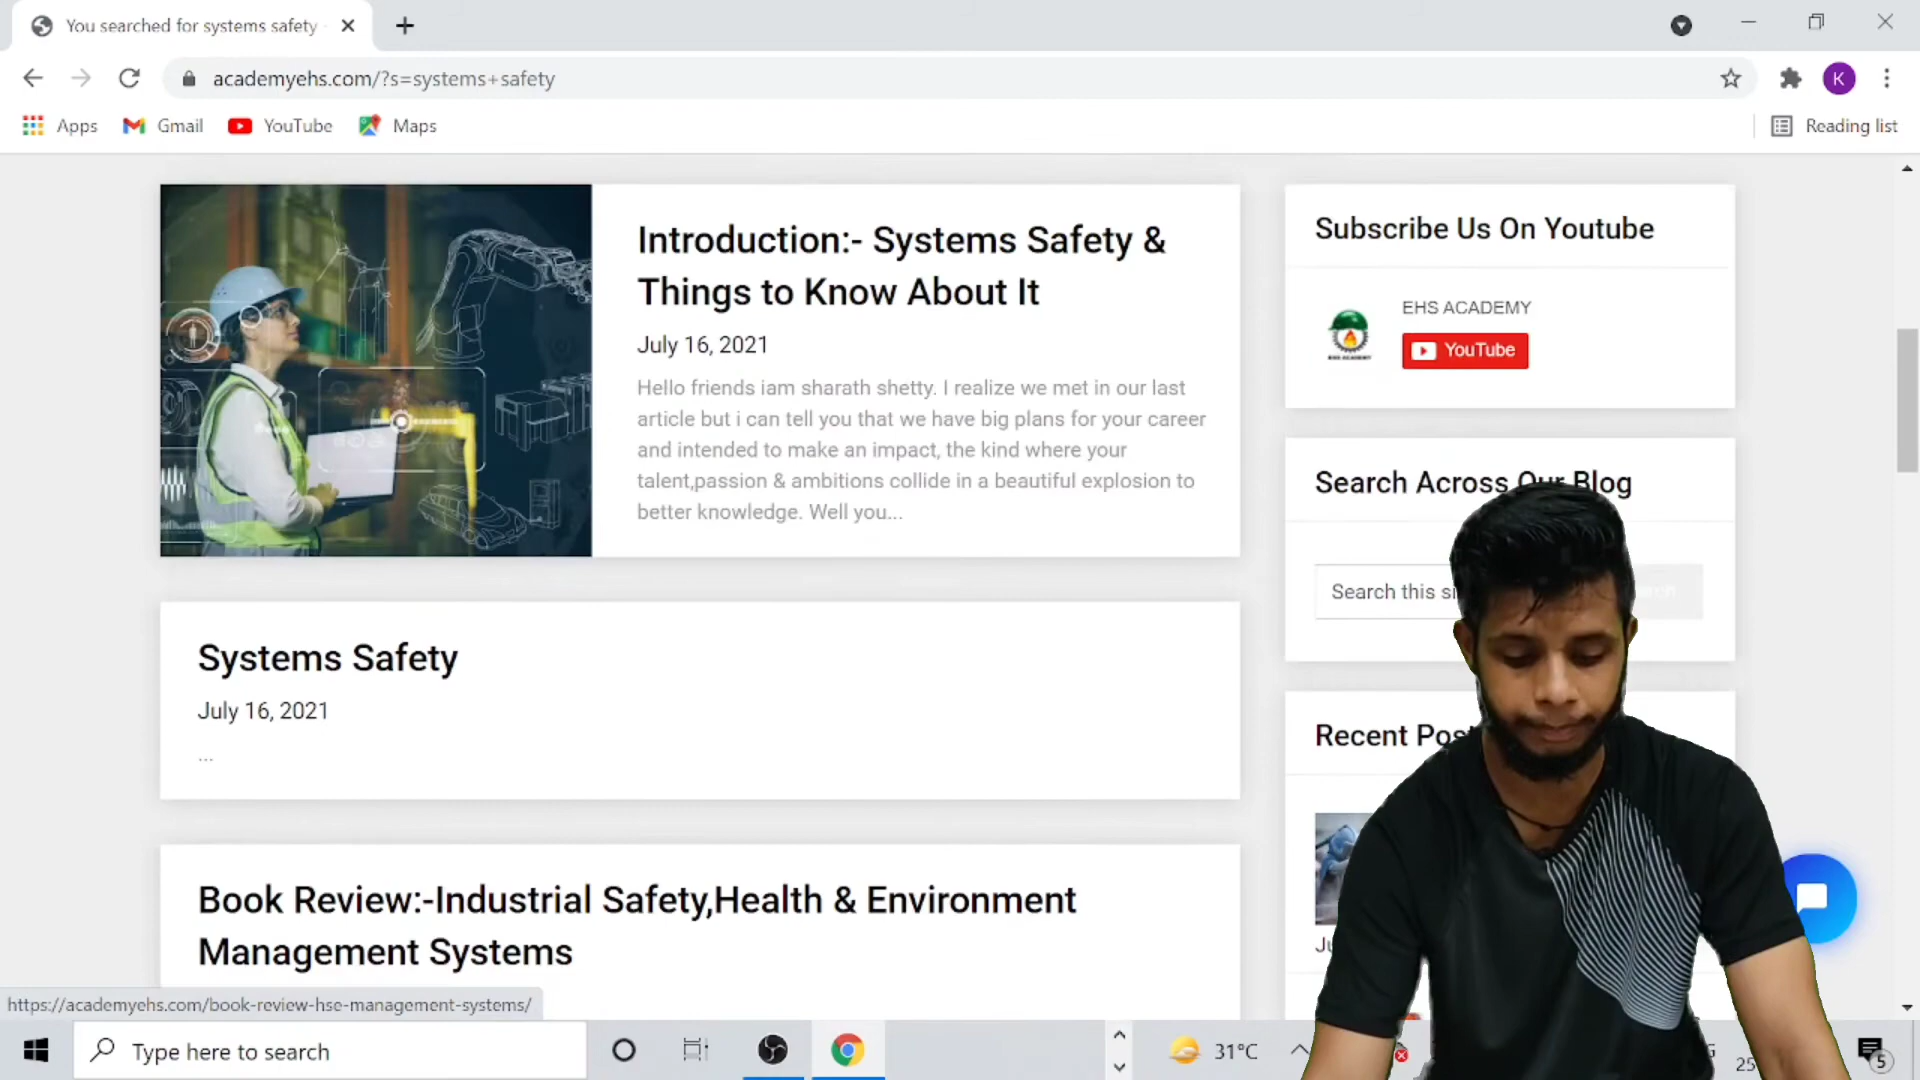 You searched for systems safety
academyehs.com/?s=systems+safety
K
Apps
Gmail
YouTube
Maps
Reading list
Introduction:- Systems Safety &
Things to Know About It
July 16, 2021
Hello friends iam sharath shetty. I realize we met in our last
article but i can tell you that we have big plans for your career
and intended to make an impact, the kind where your
talent,passion & ambitions collide in a beautiful explosion to
better knowledge. Well you...
Systems Safety
July 16, 2021
...
Book Review:-Industrial Safety,Health & Environment
Management Systems
Subscribe Us On Youtube
EHS ACADEMY
EHS ACADEMY
YouTube
Search Across Our Blog
Search this
Recent
https://academyehs.com/book-review-hse-management-systems/
Type here to search
31°C
25
5